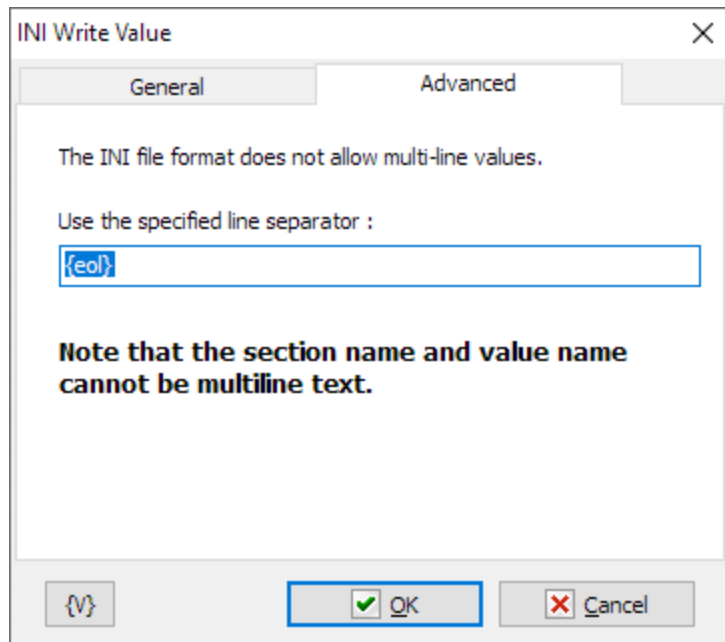 INI Write Value
General
Advanced
The INI file format does not allow multi-line values.
Use the specified line separator :
{eol}
Note that the section name and value name
cannot be multiline text.
{V}
OK
Cancel